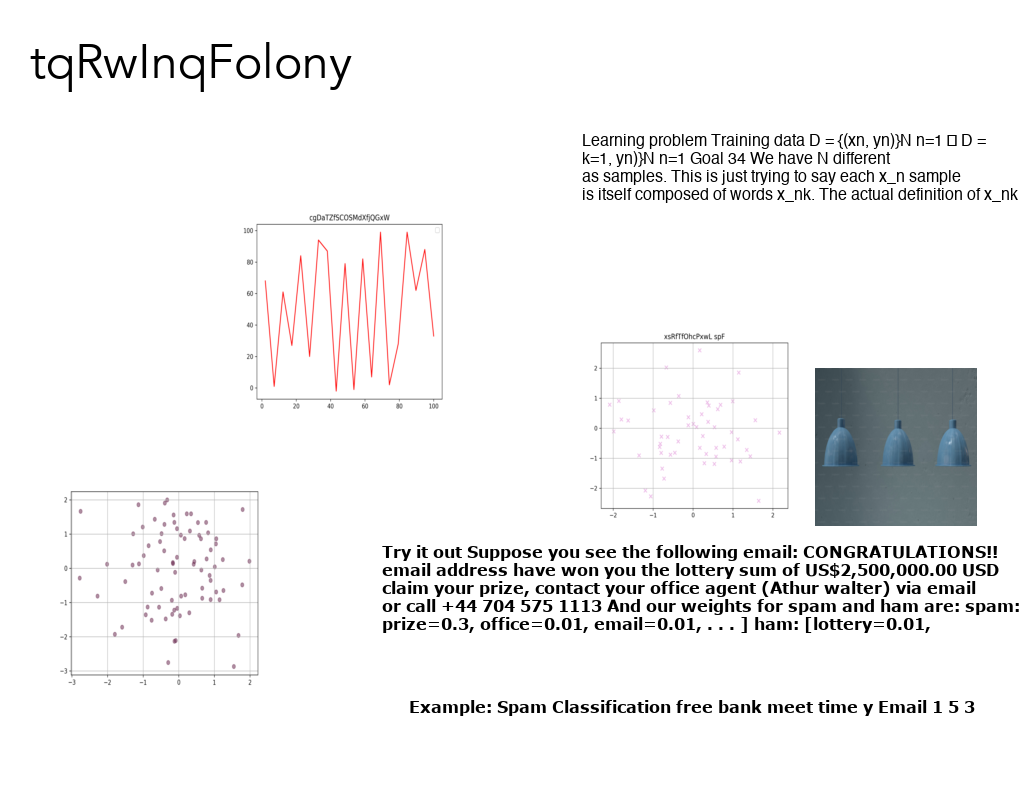 tqRwInqFolony
Learning problem Training data D = {(xn, yn)}N n=1 □ D =
k=1, yn)}N n=1 Goal 34 We have N different
as samples. This is just trying to say each x_n sample
is itself composed of words x_nk. The actual definition of x_nk
cgDaTZfSCOSMdXfjQGxW
100
80
60
40
20
0
0 20 40 60 80 100
xsRfTfOhcPxwL spF
2
1
0
−1
−2
−2 −1 0 1 2
2
1
0
−1
−2
−3
−3 −2 −1 0 1 2
Try it out Suppose you see the following email: CONGRATULATIONS!!
email address have won you the lottery sum of US$2,500,000.00 USD
claim your prize, contact your office agent (Athur walter) via email
or call +44 704 575 1113 And our weights for spam and ham are: spam:
prize=0.3, office=0.01, email=0.01, . . . ] ham: [lottery=0.01,
Example: Spam Classification free bank meet time y Email 1 5 3